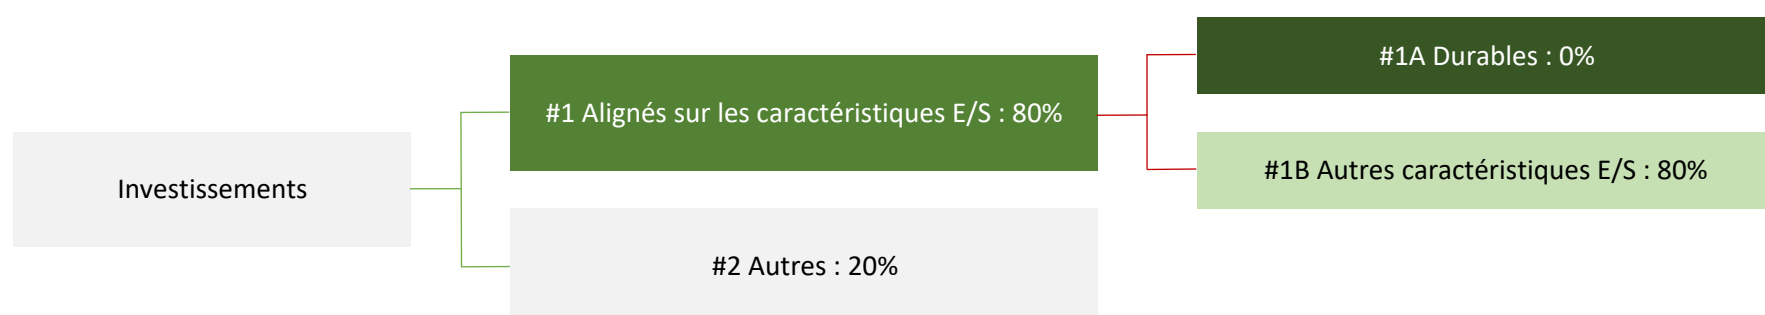 Investissements
#1 Alignés sur les caractéristiques E/S : 80%
#2 Autres : 20%
#1A Durables : 0%
#1B Autres caractéristiques E/S : 80%